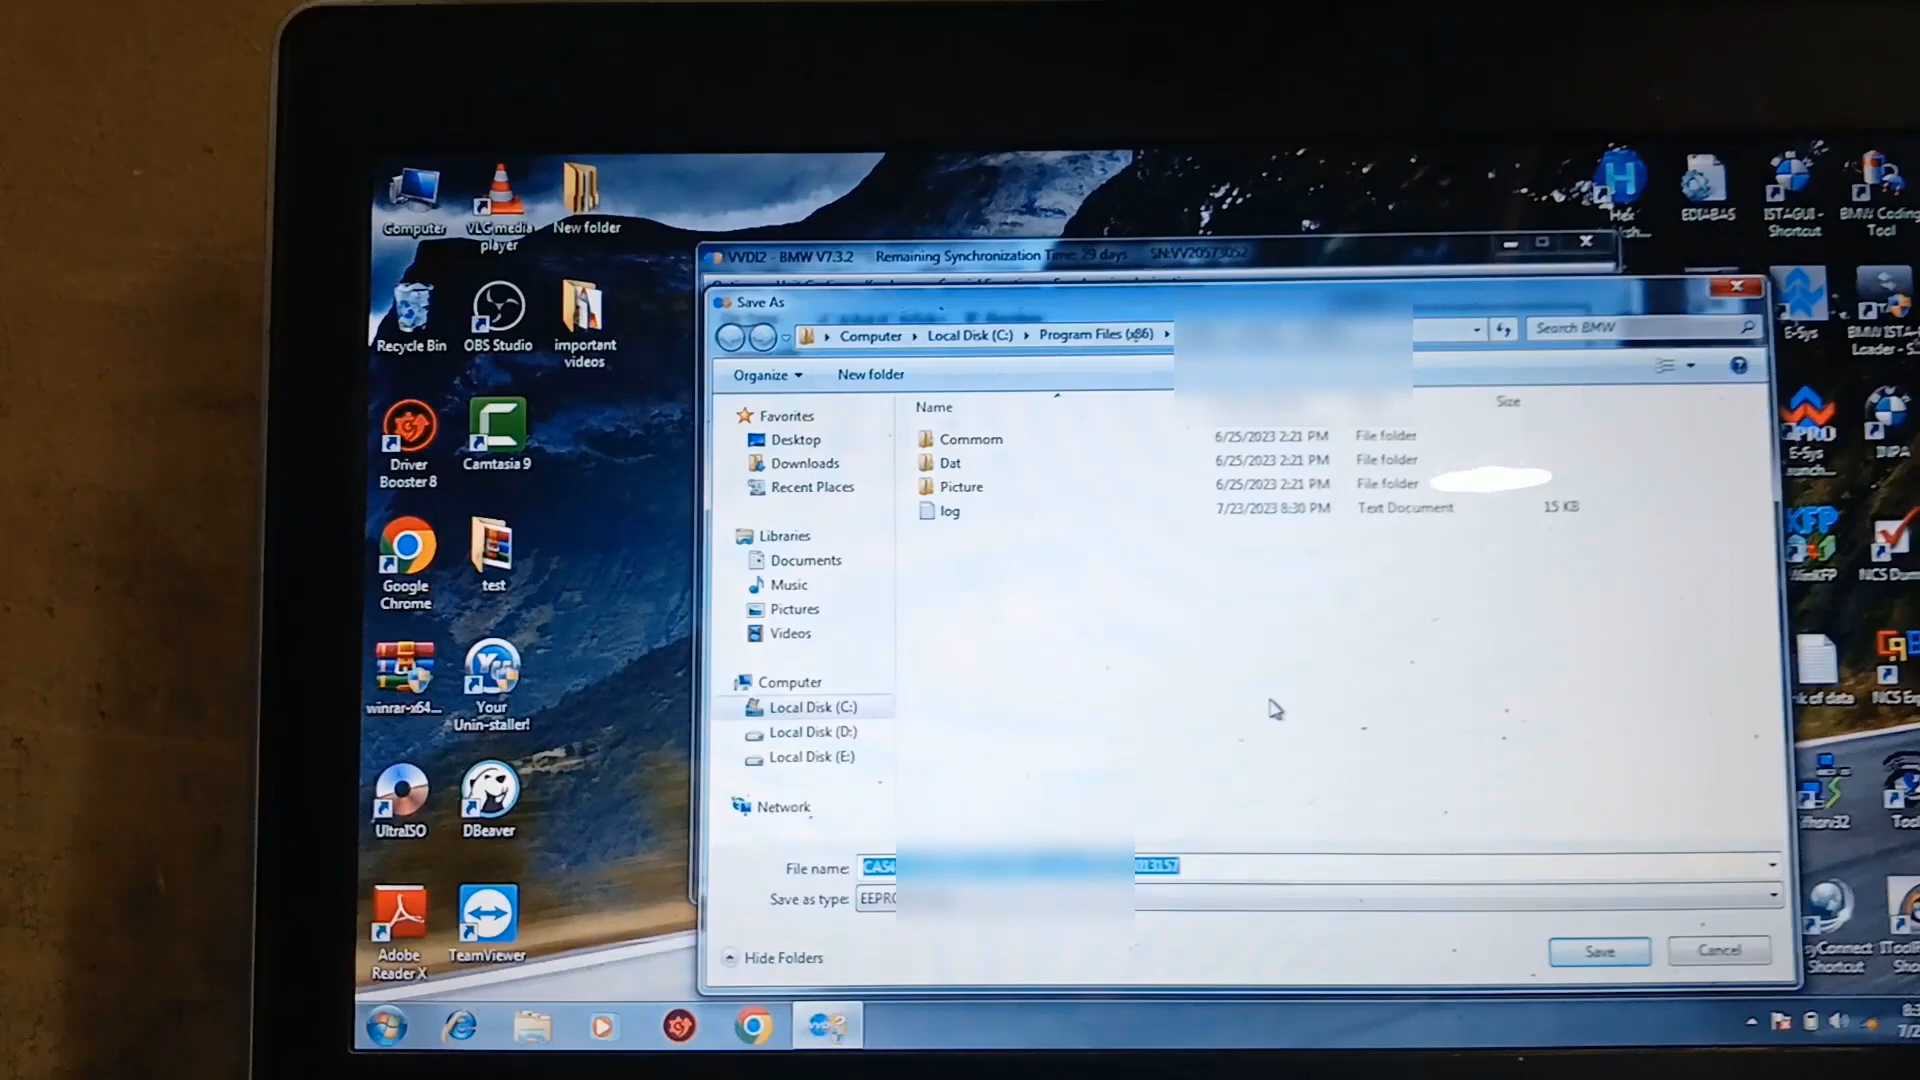 Computer
VLC media player
New folder
Recycle Bin
OBS Studio
important videos
Driver Booster 8
Camtasia 9
Google Chrome
test
winrar-x64...
Your Unin-staller!
UltraISO
DBeaver
Adobe Reader X
TeamViewer
VVDI2 - BMW V7.3.2 Remaining Synchronization Time: 29 days SN:VV20573052
Save As
Computer Local Disk (C:) Program Files (x86)
Search BMW
Organize New folder
Favorites
Desktop
Downloads
Recent Places
Libraries
Documents
Music
Pictures
Videos
Computer
Local Disk (C:)
Local Disk (D:)
Local Disk (E:)
Network
Name Size
Commom 6/25/2023 2:21 PM File folder
Dat 6/25/2023 2:21 PM File folder
Picture 6/25/2023 2:21 PM File folder
log 7/23/2023 8:30 PM Text Document 15 KB
File name: CAS4 013157
Save as type: EEPRO
Hide Folders
Save Cancel
EDIABAS
ISTAGUI - Shortcut
BMW Coding Tool
E-Sys
BMW ISTA- Loader - S...
E-Sys
INPA
WinKFP